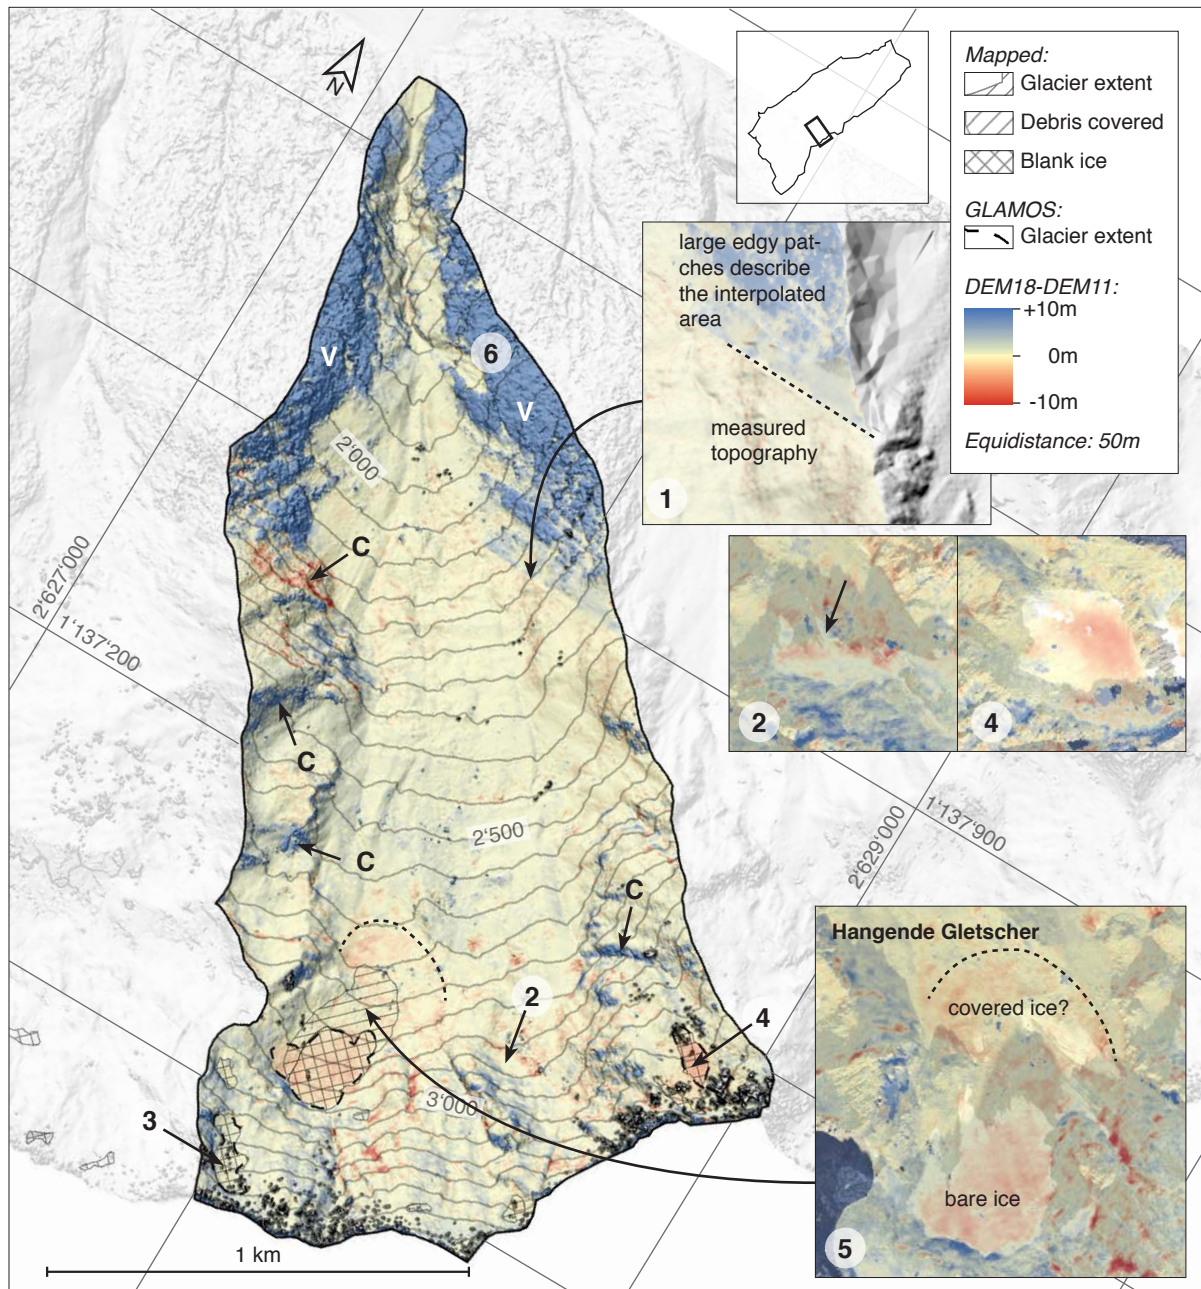 N
Mapped:
Glacier extent
Debris covered
Blank ice
GLAMOS:
Glacier extent
DEM18-DEM11:
+10m
0m
-10m
Equidistance: 50m
large edgy pat-
ches describe
the interpolated
area
measured
topography
1
6
V
V
2'000
C
2'627'000
1'137'200
C
2
4
2'500
C
C
2'629'000
1'137'900
Hangende Gletscher
covered ice?
bare ice
5
2
4
3'000
3
1 km